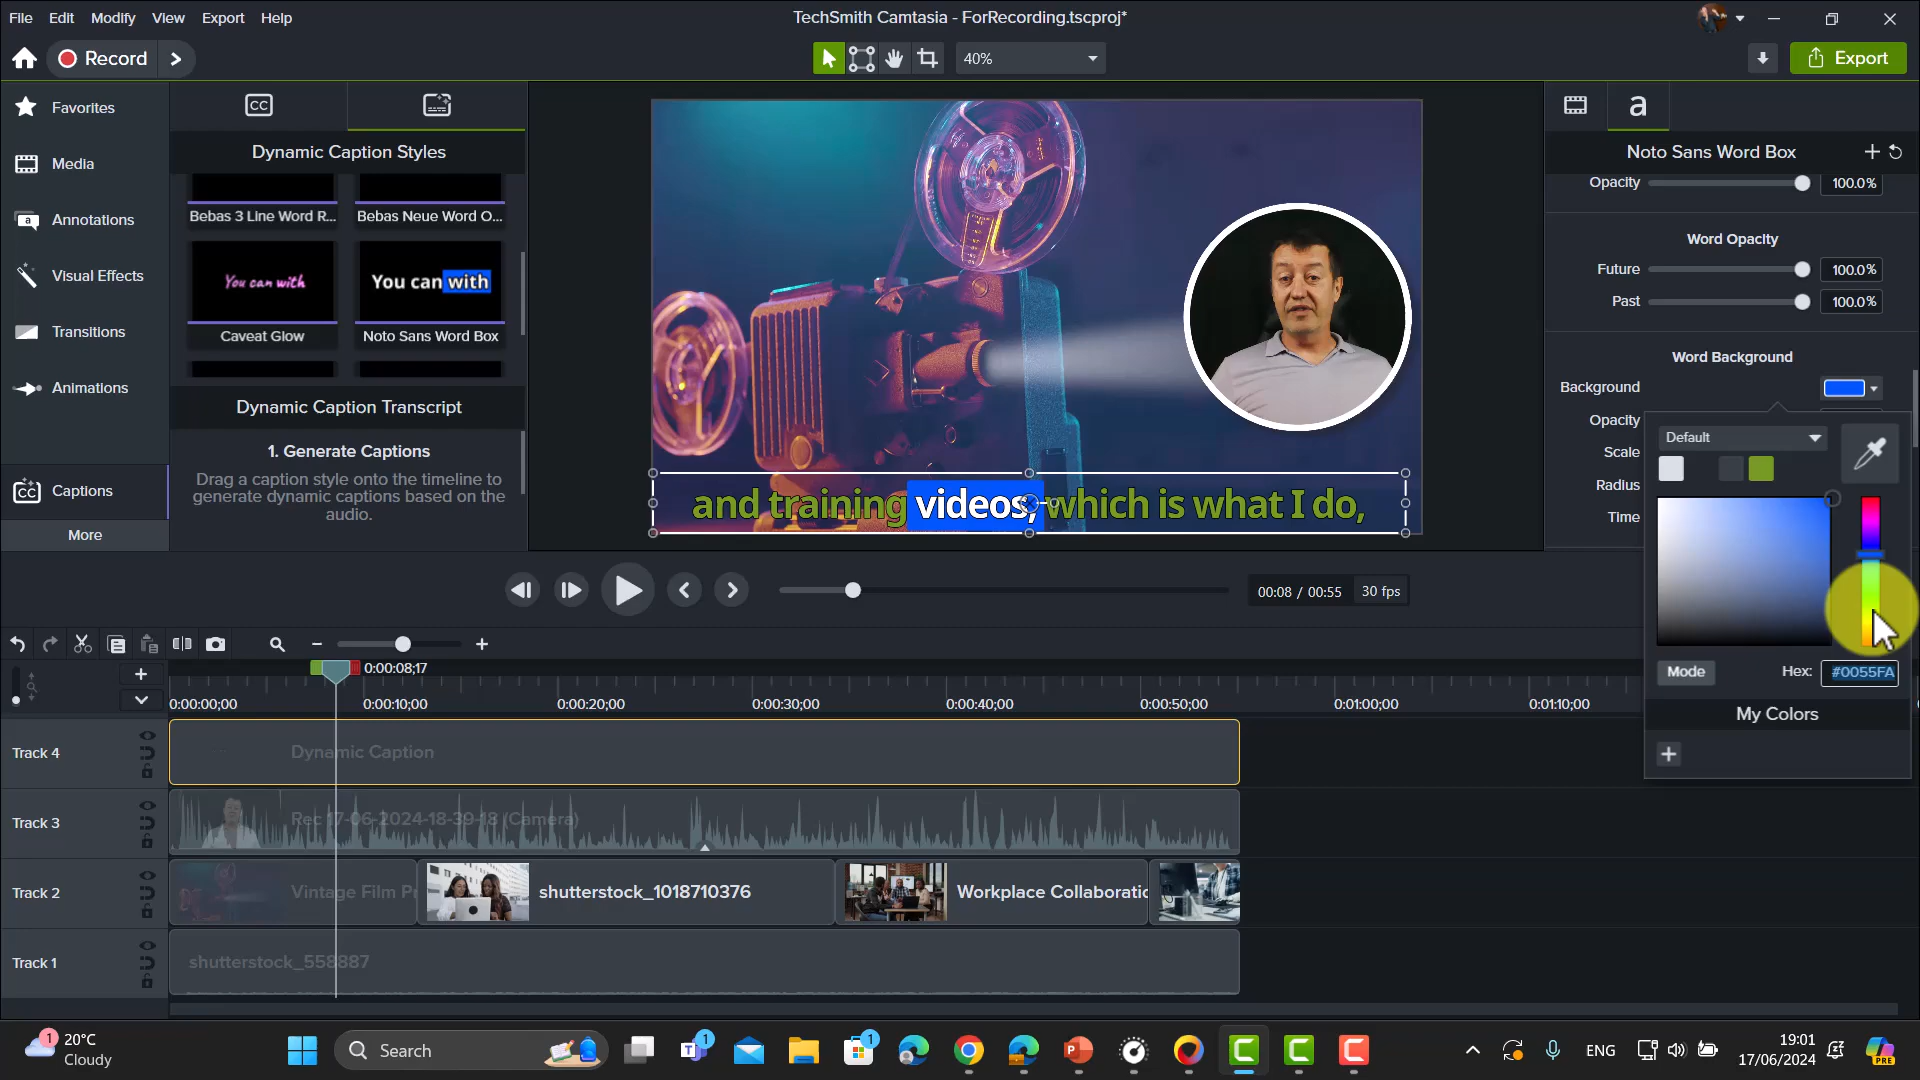 File Edit Modify View Export Help
TechSmith Camtasia - ForRecording.tscproj*
Record
40%
Export
Favorites
Media
Annotations
Visual Effects
Transitions
Animations
Captions
More
CC
Dynamic Caption Styles
Bebas 3 Line Word R...
Bebas Neue Word O...
You can with
You can with
Caveat Glow
Noto Sans Word Box
Dynamic Caption Transcript
1. Generate Captions
Drag a caption style onto the timeline to
generate dynamic captions based on the
audio.
and training videos, which is what I do,
a
Noto Sans Word Box
Opacity 100.0%
Word Opacity
Future 100.0%
Past 100.0%
Word Background
Background
Opacity
Scale
Radius
Time
Default
Mode
Hex: #0055FA
My Colors
00:08 / 00:55 30 fps
0:00:08;17
0:00:00;00 0:00:10;00 0:00:20;00 0:00:30;00 0:00:40;00 0:00:50;00 0:01:00;00 0:01:10;00
Track 4
Dynamic Caption
Track 3
Rec 17-06-2024-18-39-18 (Camera)
Track 2
Vintage Film Pr
shutterstock_1018710376
Workplace Collaboratio
Track 1
shutterstock_558887
1
20°C
Cloudy
Search
1
1
ENG
19:01
17/06/2024
PRE